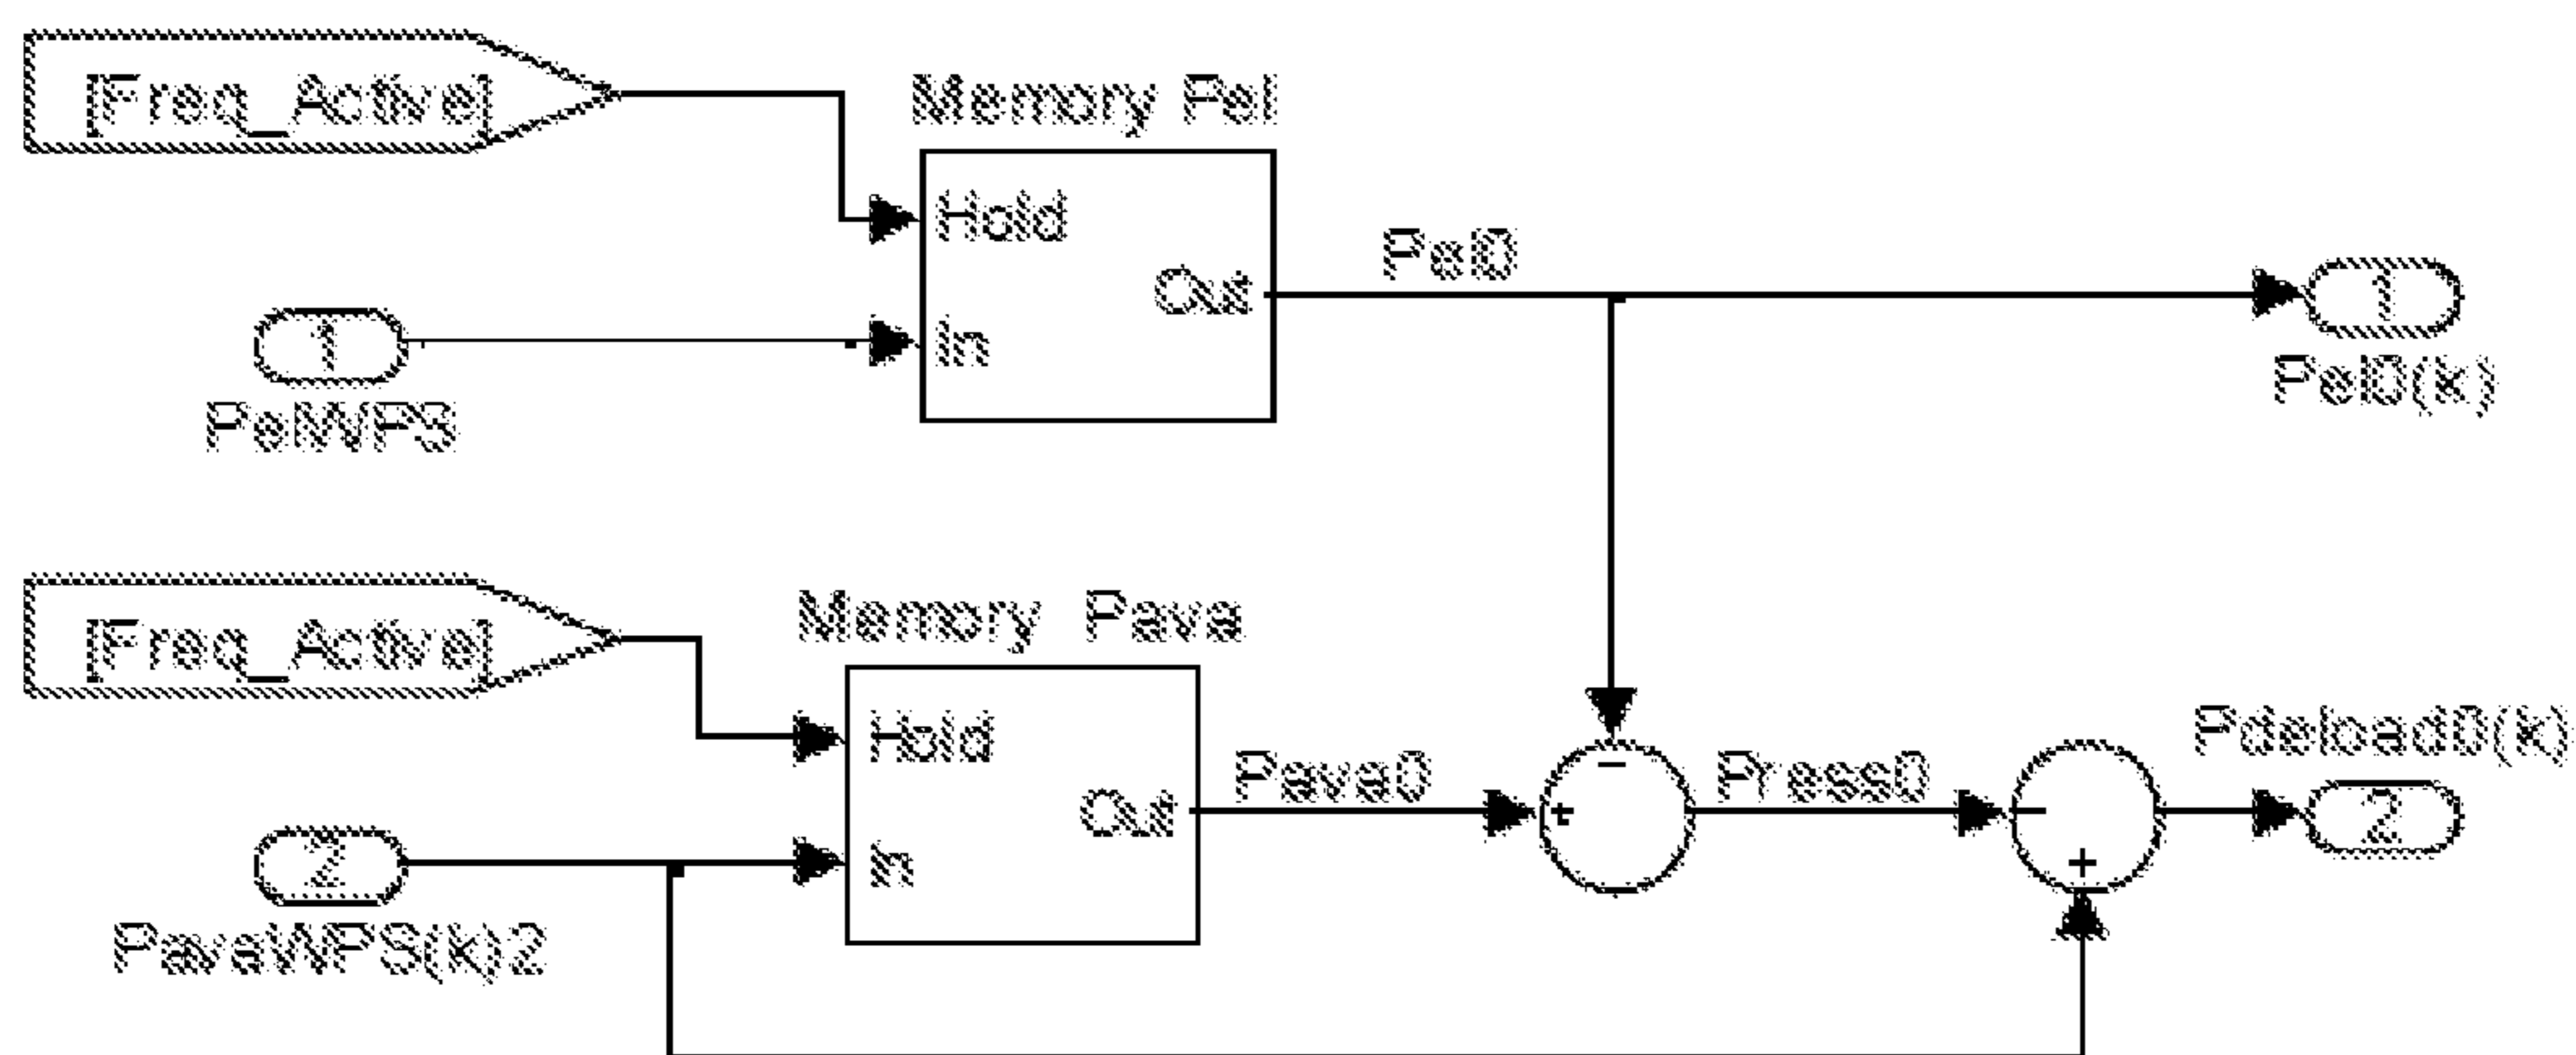 [Freq_Active]
Memory Pel
Hold
Out
In
Pel0
1
Pel0(k)
1
PelWPS
[Freq_Active]
Memory Pava
Hold
Out
In
Pava0
−
+
Press0
−
+
Pdeload0(k)
2
2
PavaWPS(k)2